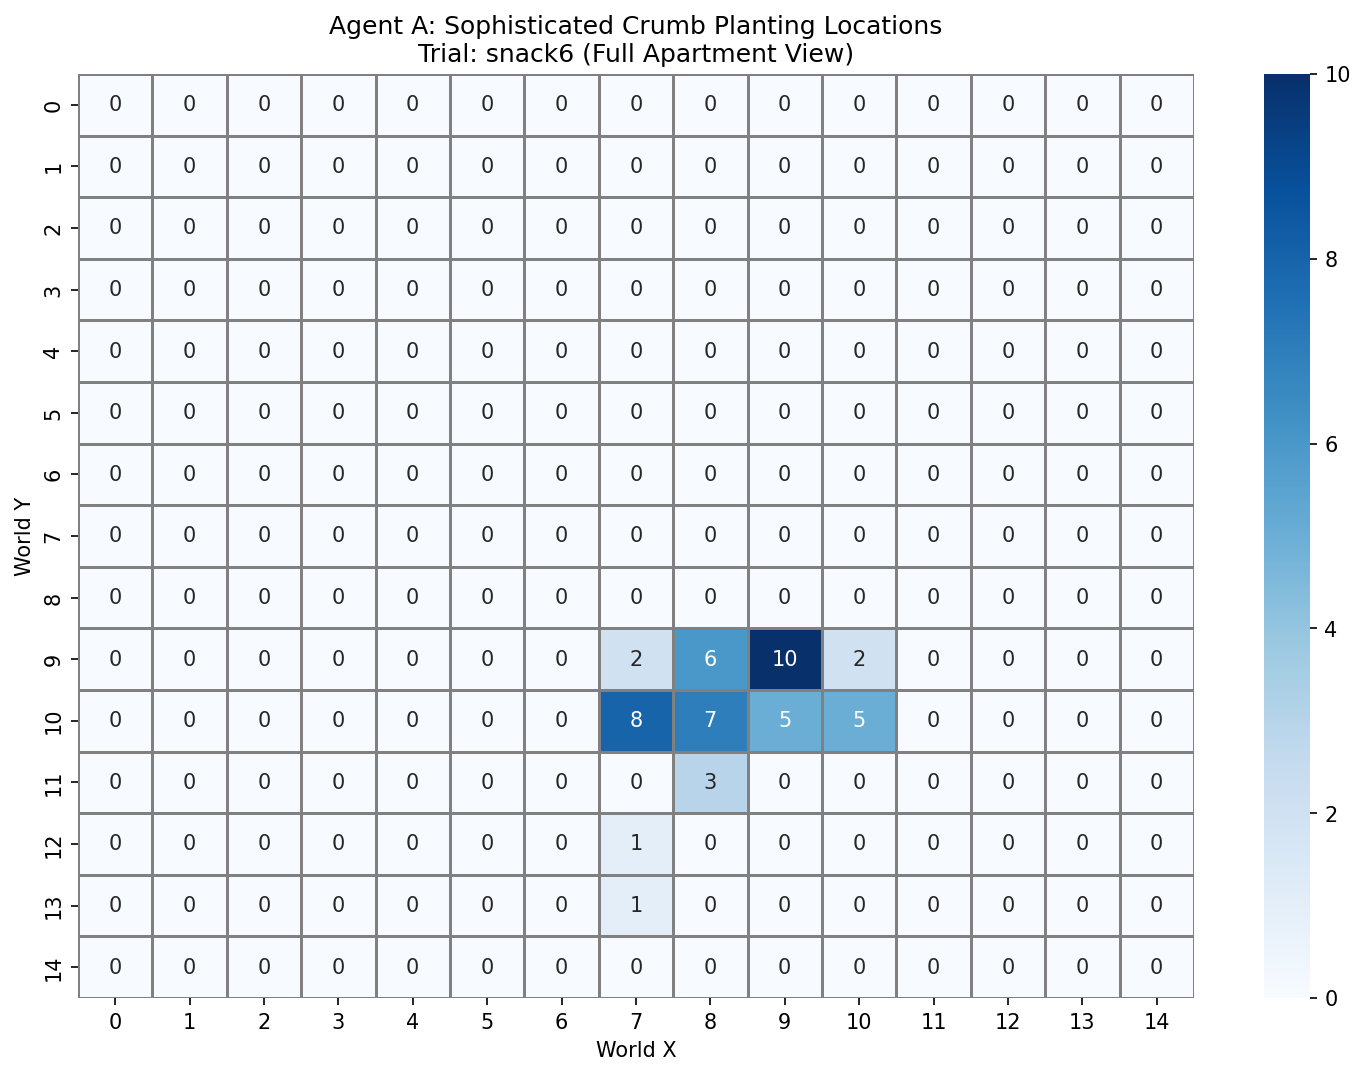 Agent A: Sophisticated Crumb Planting Locations
Trial: snack6 (Full Apartment View)
0 0 0 0 0 0 0 0 0 0 0 0 0 0 0 0
1 0 0 0 0 0 0 0 0 0 0 0 0 0 0 0
2 0 0 0 0 0 0 0 0 0 0 0 0 0 0 0
3 0 0 0 0 0 0 0 0 0 0 0 0 0 0 0
4 0 0 0 0 0 0 0 0 0 0 0 0 0 0 0
5 0 0 0 0 0 0 0 0 0 0 0 0 0 0 0
6 0 0 0 0 0 0 0 0 0 0 0 0 0 0 0
7 0 0 0 0 0 0 0 0 0 0 0 0 0 0 0
8 0 0 0 0 0 0 0 0 0 0 0 0 0 0 0
9 0 0 0 0 0 0 0 2 6 10 2 0 0 0 0
10 0 0 0 0 0 0 0 8 7 5 5 0 0 0 0
11 0 0 0 0 0 0 0 0 3 0 0 0 0 0 0
12 0 0 0 0 0 0 0 1 0 0 0 0 0 0 0
13 0 0 0 0 0 0 0 1 0 0 0 0 0 0 0
14 0 0 0 0 0 0 0 0 0 0 0 0 0 0 0
0 1 2 3 4 5 6 7 8 9 10 11 12 13 14
World X
World Y
10
8
6
4
2
0